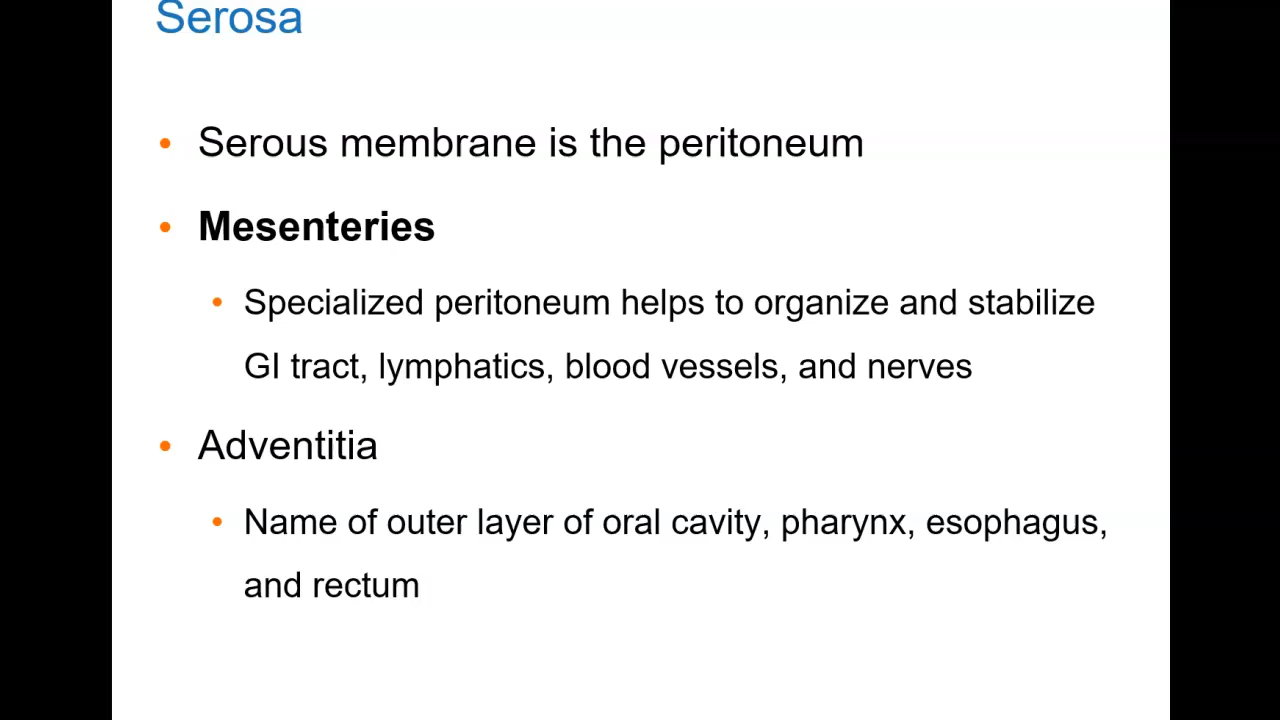 Serosa
• Serous membrane is the peritoneum
• Mesenteries
• Specialized peritoneum helps to organize and stabilize
GI tract, lymphatics, blood vessels, and nerves
• Adventitia
• Name of outer layer of oral cavity, pharynx, esophagus,
and rectum